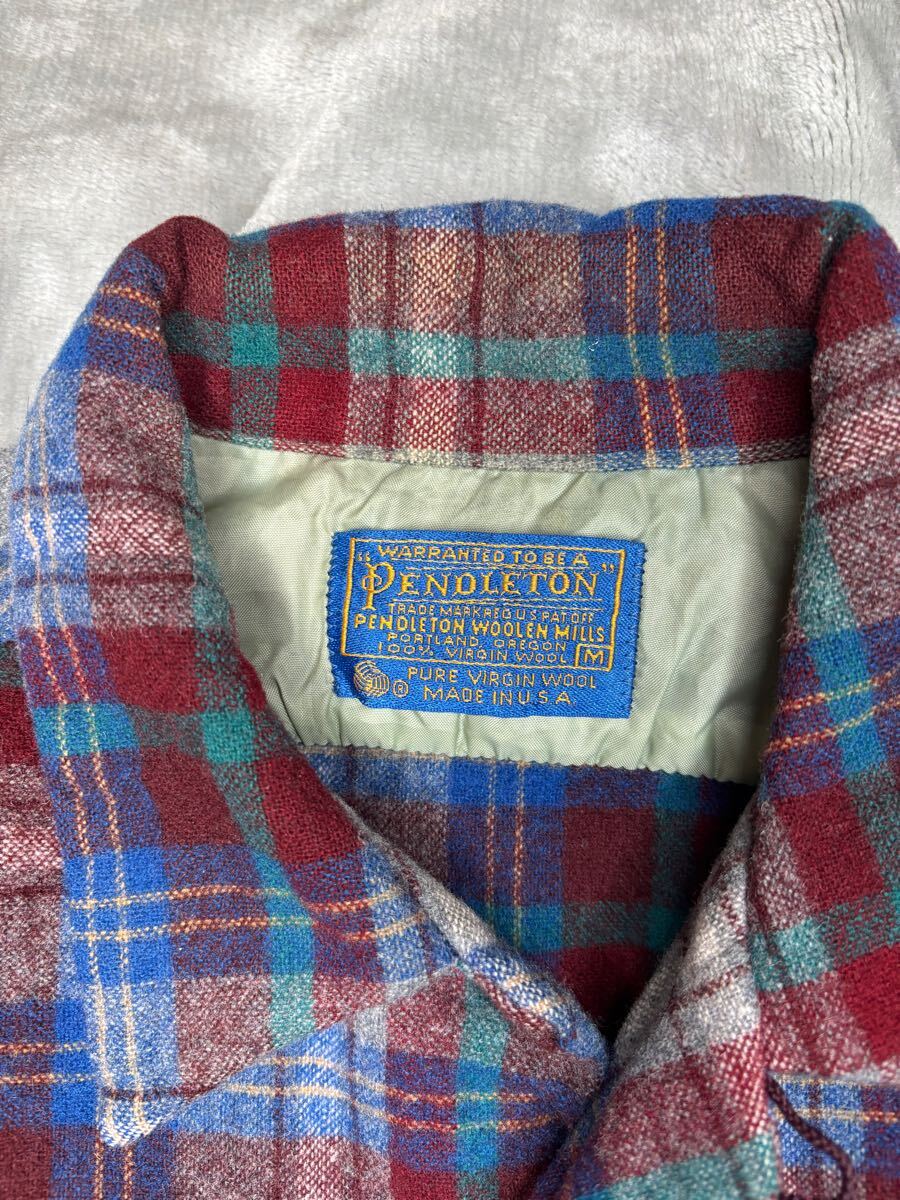 "WARRANTED TO BE A"
PENDLETON
TRADE MARK REG U.S. PAT OFF
PENDLETON WOOLEN MILLS
PORTLAND, OREGON
100% VIRGIN WOOL M
PURE VIRGIN WOOL
® MADE IN U.S.A.